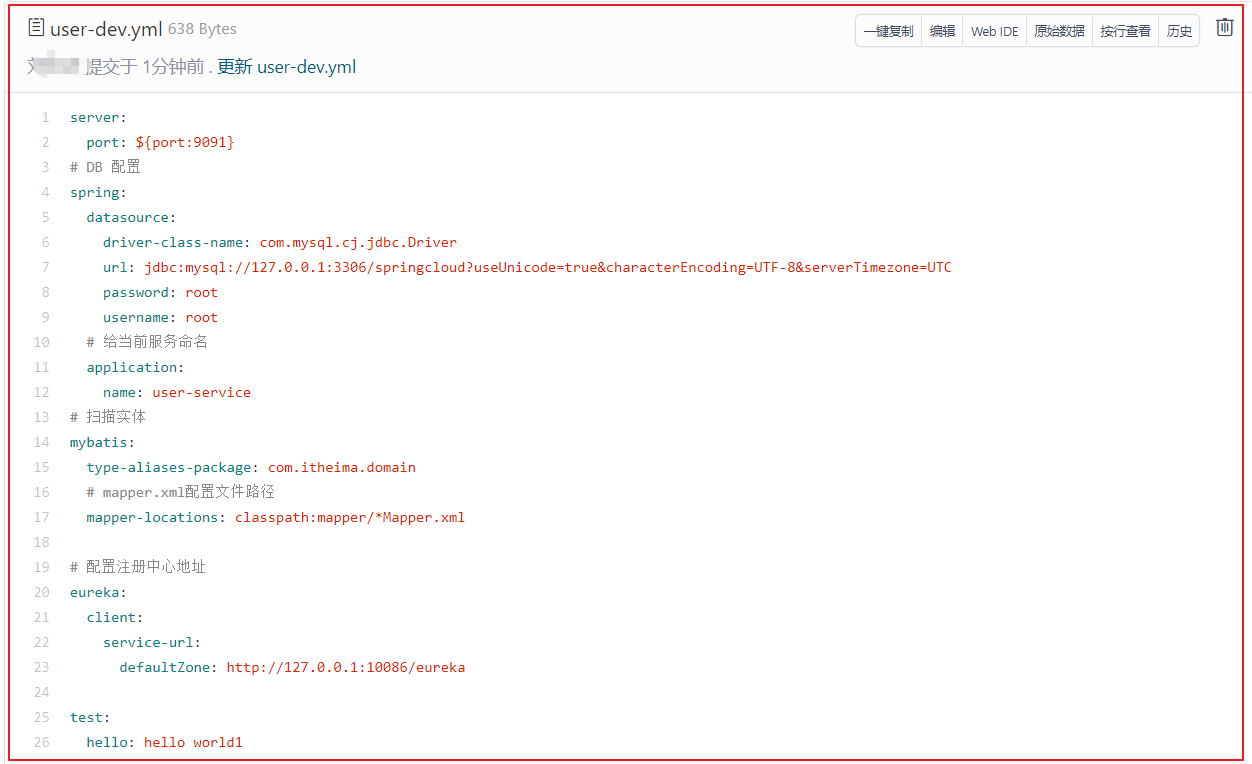 user-dev.yml 638 Bytes
一键复制 编辑 Web IDE 原始数据 按行查看 历史
提交于 1分钟前 . 更新 user-dev.yml
1 server:
2   port: ${port:9091}
3 # DB 配置
4 spring:
5   datasource:
6     driver-class-name: com.mysql.cj.jdbc.Driver
7     url: jdbc:mysql://127.0.0.1:3306/springcloud?useUnicode=true&characterEncoding=UTF-8&serverTimezone=UTC
8     password: root
9     username: root
10   # 给当前服务命名
11   application:
12     name: user-service
13 # 扫描实体
14 mybatis:
15   type-aliases-package: com.itheima.domain
16   # mapper.xml配置文件路径
17   mapper-locations: classpath:mapper/*Mapper.xml
18
19 # 配置注册中心地址
20 eureka:
21   client:
22     service-url:
23       defaultZone: http://127.0.0.1:10086/eureka
24
25 test:
26   hello: hello world1